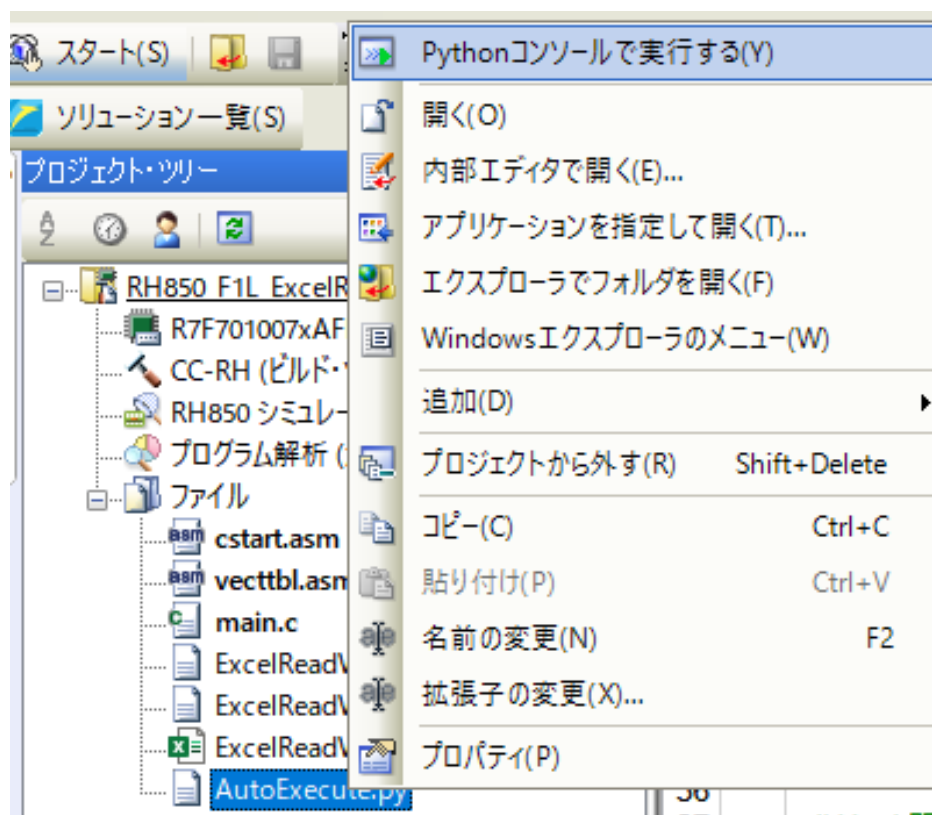 スタート(S)
ソリューション一覧(S)
プロジェクト・ツリー
RH850_F1L_ExcelR
R7F701007xAF
CC-RH (ビルド・
RH850 シミュレー
プログラム解析 (
ファイル
cstart.asm
vecttbl.asm
main.c
ExcelRead
ExcelRead
ExcelRead
AutoExecute.py
Pythonコンソールで実行する(Y)
開く(O)
内部エディタで開く(E)...
アプリケーションを指定して開く(T)...
エクスプローラでフォルダを開く(F)
Windowsエクスプローラのメニュー(W)
追加(D)
プロジェクトから外す(R) Shift+Delete
コピー(C) Ctrl+C
貼り付け(P) Ctrl+V
名前の変更(N) F2
拡張子の変更(X)...
プロパティ(P)